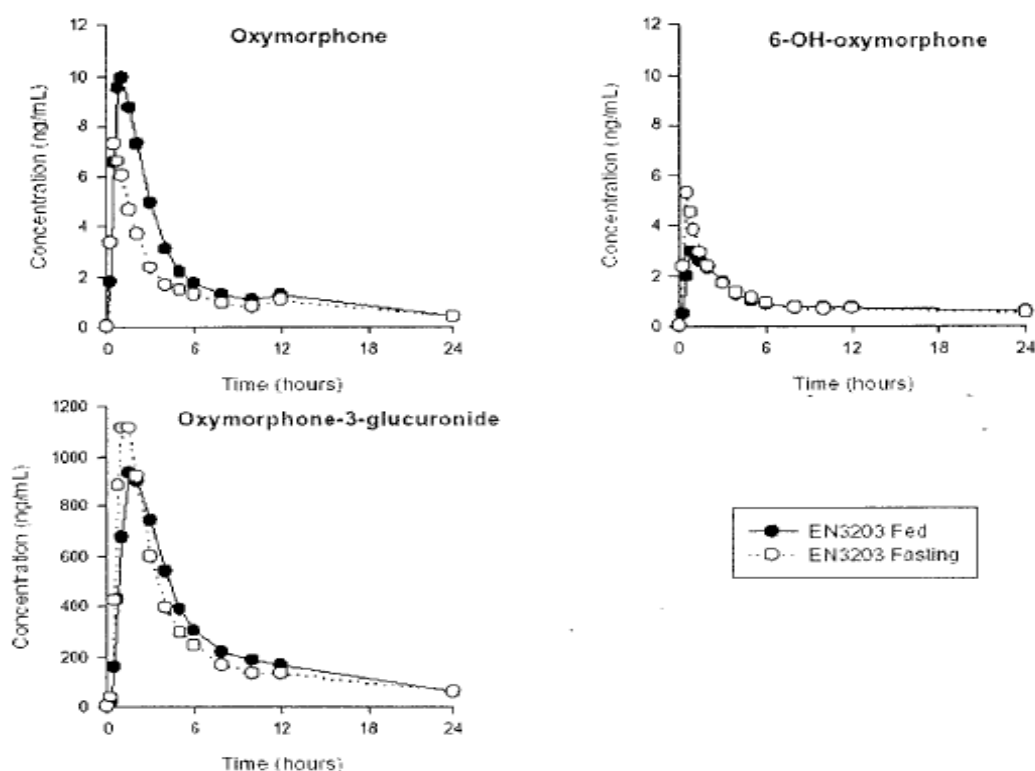 Oxymorphone
12
10
8
6
4
2
0
Concentration (ng/mL)
0 6 12 18 24
Time (hours)
6-OH-oxymorphone
12
10
8
6
4
2
0
Concentration (ng/mL)
0 6 12 18 24
Time (hours)
Oxymorphone-3-glucuronide
1200
1000
800
600
400
200
0
Concentration (ng/mL)
0 6 12 18 24
Time (hours)
EN3203 Fed
EN3203 Fasting